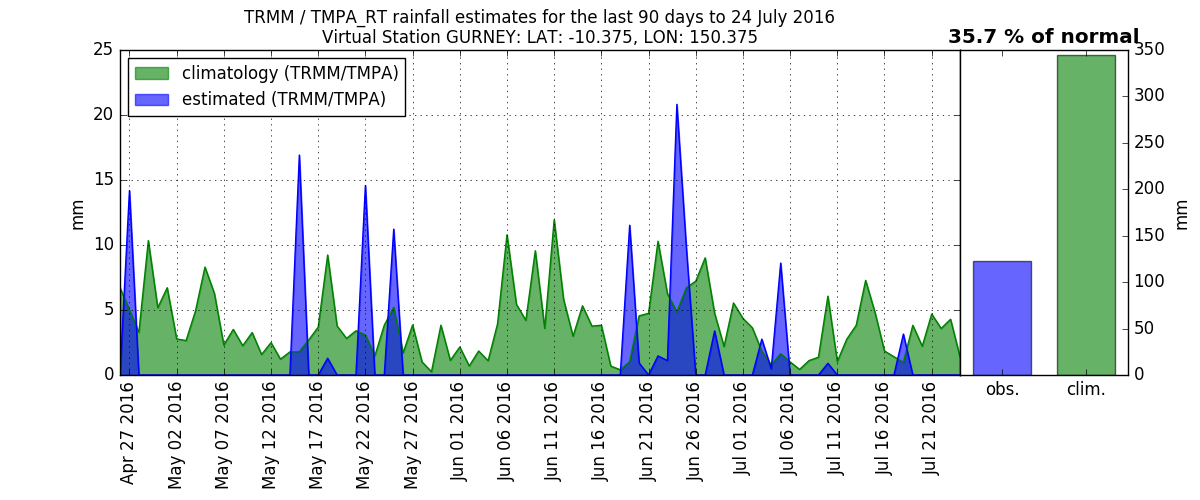 TRMM / TMPA_RT rainfall estimates for the last 90 days to 24 July 2016
Virtual Station GURNEY: LAT: -10.375, LON: 150.375
35.7 % of normal
climatology (TRMM/TMPA)
estimated (TRMM/TMPA)
25
20
15
10
5
0
mm
Apr 27 2016
May 02 2016
May 07 2016
May 12 2016
May 17 2016
May 22 2016
May 27 2016
Jun 01 2016
Jun 06 2016
Jun 11 2016
Jun 16 2016
Jun 21 2016
Jun 26 2016
Jul 01 2016
Jul 06 2016
Jul 11 2016
Jul 16 2016
Jul 21 2016
obs.
clim.
350
300
250
200
150
100
50
0
mm